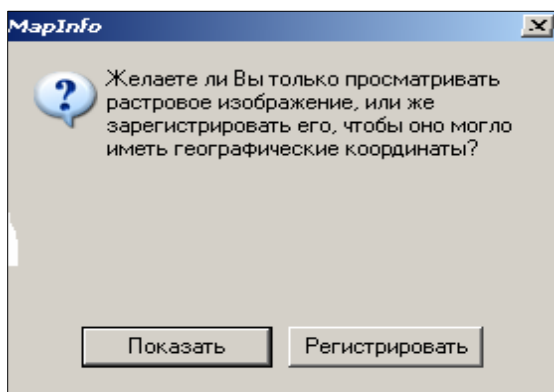 MapInfo
Желаете ли Вы только просматривать
растровое изображение, или же
зарегистрировать его, чтобы оно могло
иметь географические координаты?
Показать
Регистрировать